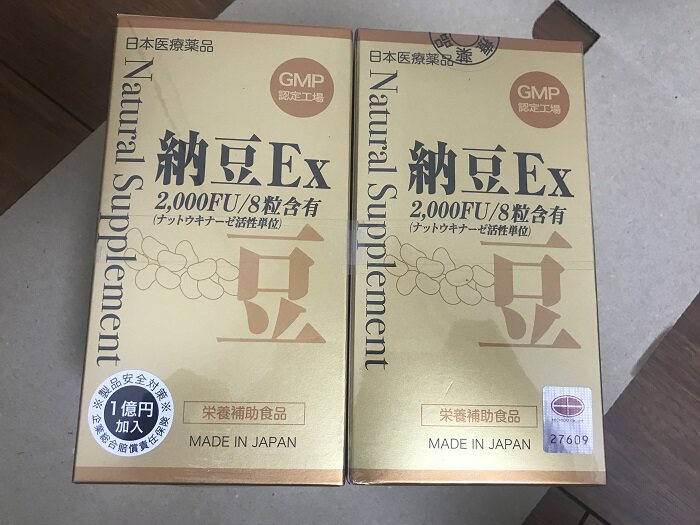 日本医療薬品
GMP
認定工場
Natural Supplement
納豆Ex
2,000FU/8粒含有
(ナットウキナーゼ活性単位)
豆
※製品安全対策※
1億円
加入
企業総合賠償責任保険
栄養補助食品
MADE IN JAPAN
日本医療薬品
GMP
認定工場
Natural Supplement
納豆Ex
2,000FU/8粒含有
(ナットウキナーゼ活性単位)
豆
栄養補助食品
MADE IN JAPAN
27609